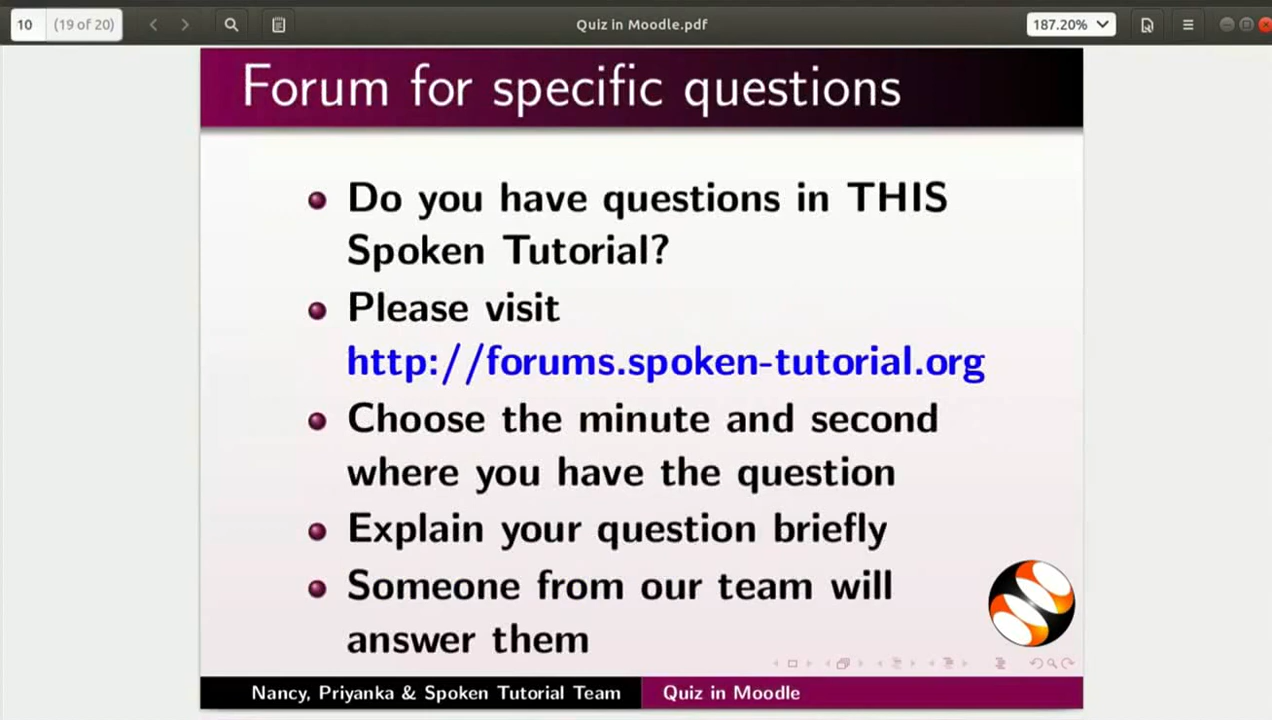 10 (19 of 20)
Quiz in Moodle.pdf
187.20%
Forum for specific questions
Do you have questions in THIS
Spoken Tutorial?
Please visit
http://forums.spoken-tutorial.org
Choose the minute and second
where you have the question
Explain your question briefly
Someone from our team will
answer them
Nancy, Priyanka & Spoken Tutorial Team
Quiz in Moodle